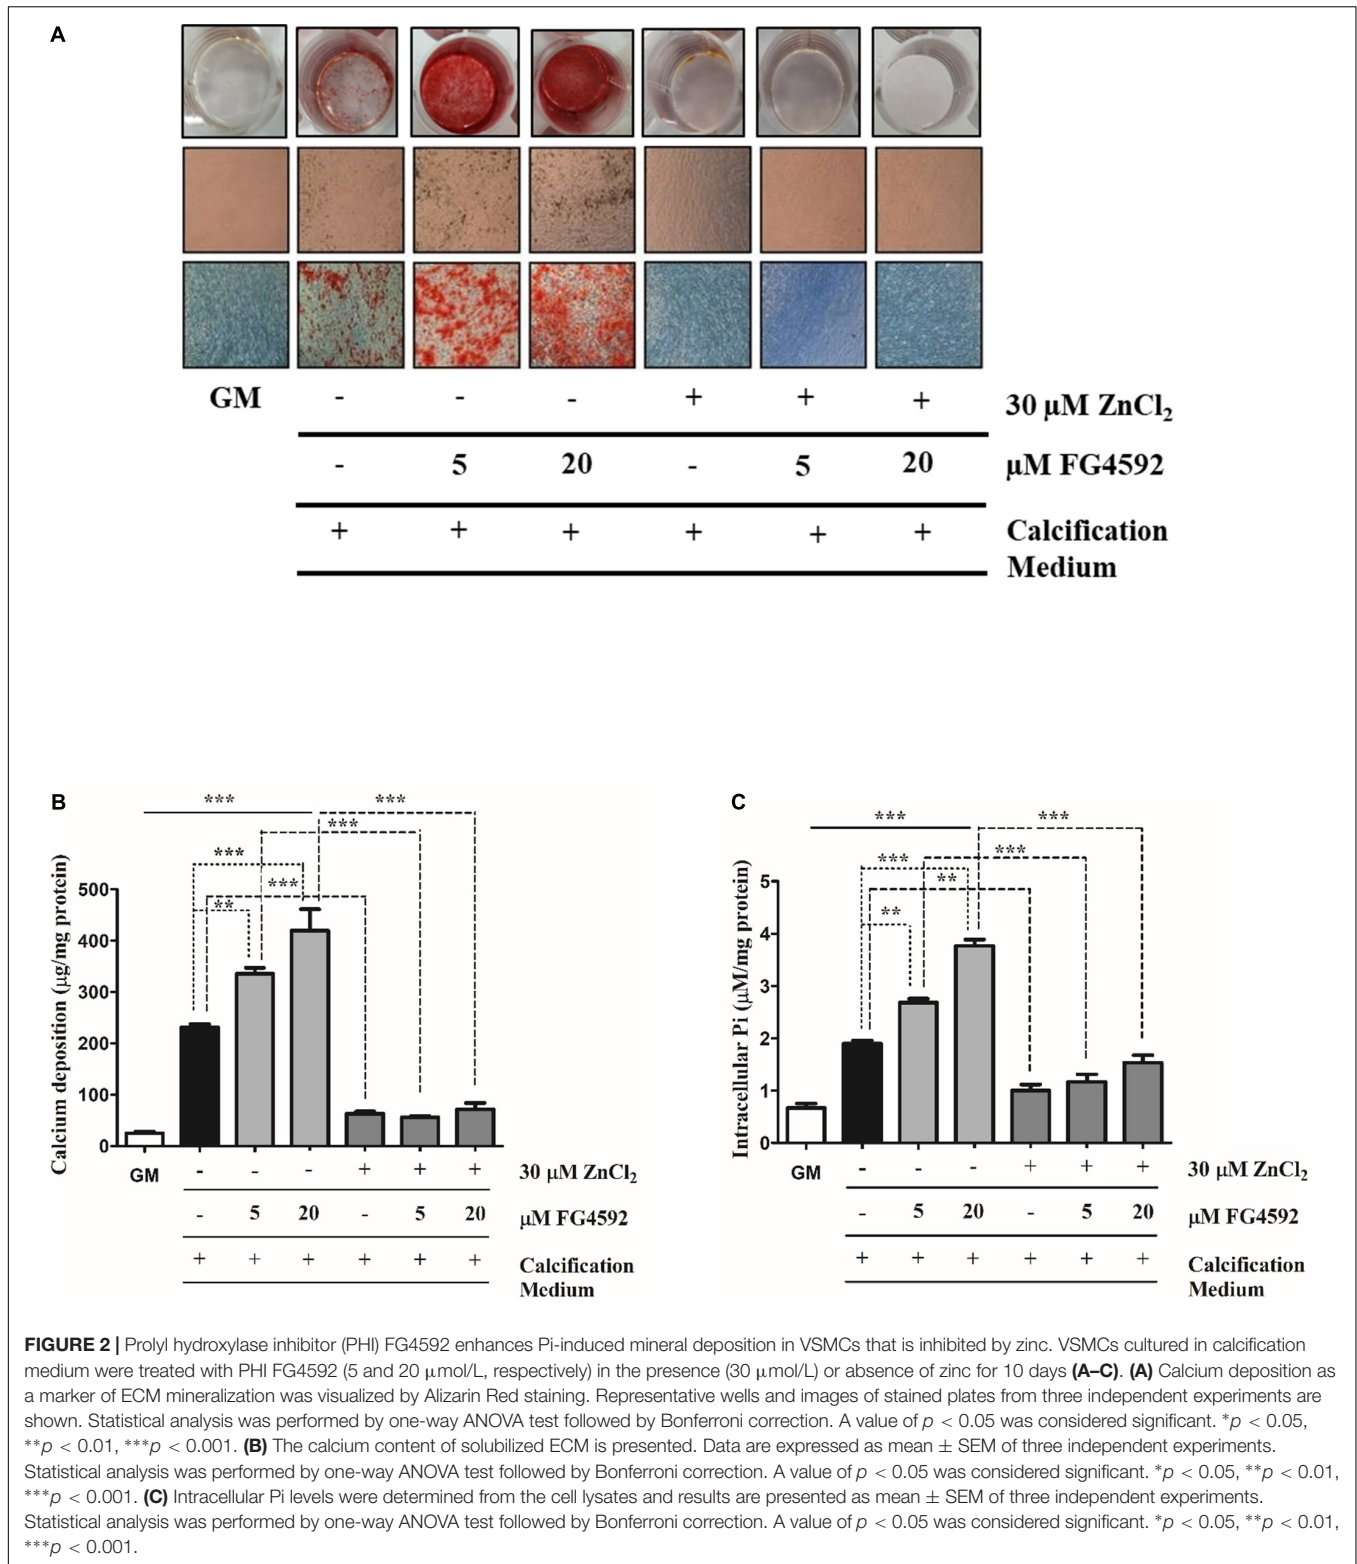 A
GM - - - + + + 30 μM ZnCl2
- 5 20 - 5 20 μM FG4592
+ + + + + + Calcification
Medium
B
***
***
***
***
***
**
Calcium deposition (μg/mg protein)
500
400
300
200
100
0
GM - - - + + + 30 μM ZnCl2
- 5 20 - 5 20 μM FG4592
+ + + + + + Calcification
Medium
C
***
***
***
***
**
**
Intracellular Pi (μM/mg protein)
5
4
3
2
1
0
GM - - - + + + 30 μM ZnCl2
- 5 20 - 5 20 μM FG4592
+ + + + + + Calcification
Medium
FIGURE 2 | Prolyl hydroxylase inhibitor (PHI) FG4592 enhances Pi-induced mineral deposition in VSMCs that is inhibited by zinc. VSMCs cultured in calcification
medium were treated with PHI FG4592 (5 and 20 μmol/L, respectively) in the presence (30 μmol/L) or absence of zinc for 10 days (A–C). (A) Calcium deposition as
a marker of ECM mineralization was visualized by Alizarin Red staining. Representative wells and images of stained plates from three independent experiments are
shown. Statistical analysis was performed by one-way ANOVA test followed by Bonferroni correction. A value of p < 0.05 was considered significant. *p < 0.05,
**p < 0.01, ***p < 0.001. (B) The calcium content of solubilized ECM is presented. Data are expressed as mean ± SEM of three independent experiments.
Statistical analysis was performed by one-way ANOVA test followed by Bonferroni correction. A value of p < 0.05 was considered significant. *p < 0.05, **p < 0.01,
***p < 0.001. (C) Intracellular Pi levels were determined from the cell lysates and results are presented as mean ± SEM of three independent experiments.
Statistical analysis was performed by one-way ANOVA test followed by Bonferroni correction. A value of p < 0.05 was considered significant. *p < 0.05, **p < 0.01,
***p < 0.001.